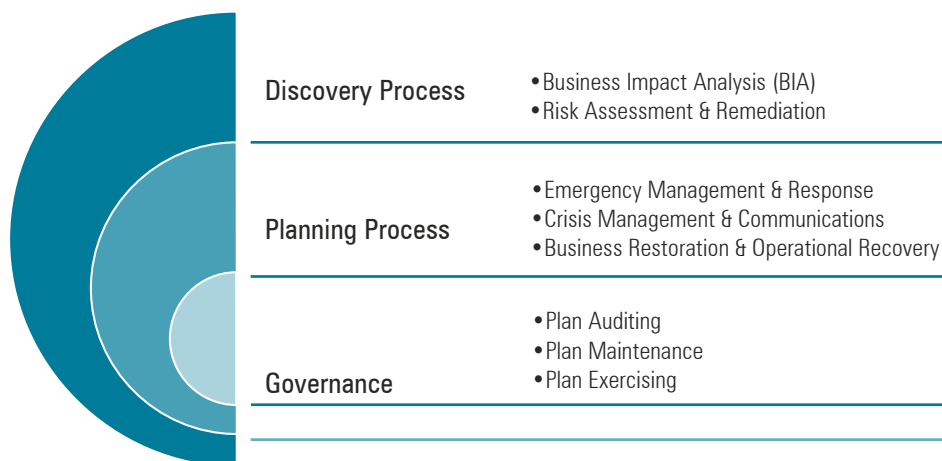 Discovery Process
•Business Impact Analysis (BIA)
•Risk Assessment & Remediation
Planning Process
•Emergency Management & Response
•Crisis Management & Communications
•Business Restoration & Operational Recovery
Governance
•Plan Auditing
•Plan Maintenance
•Plan Exercising